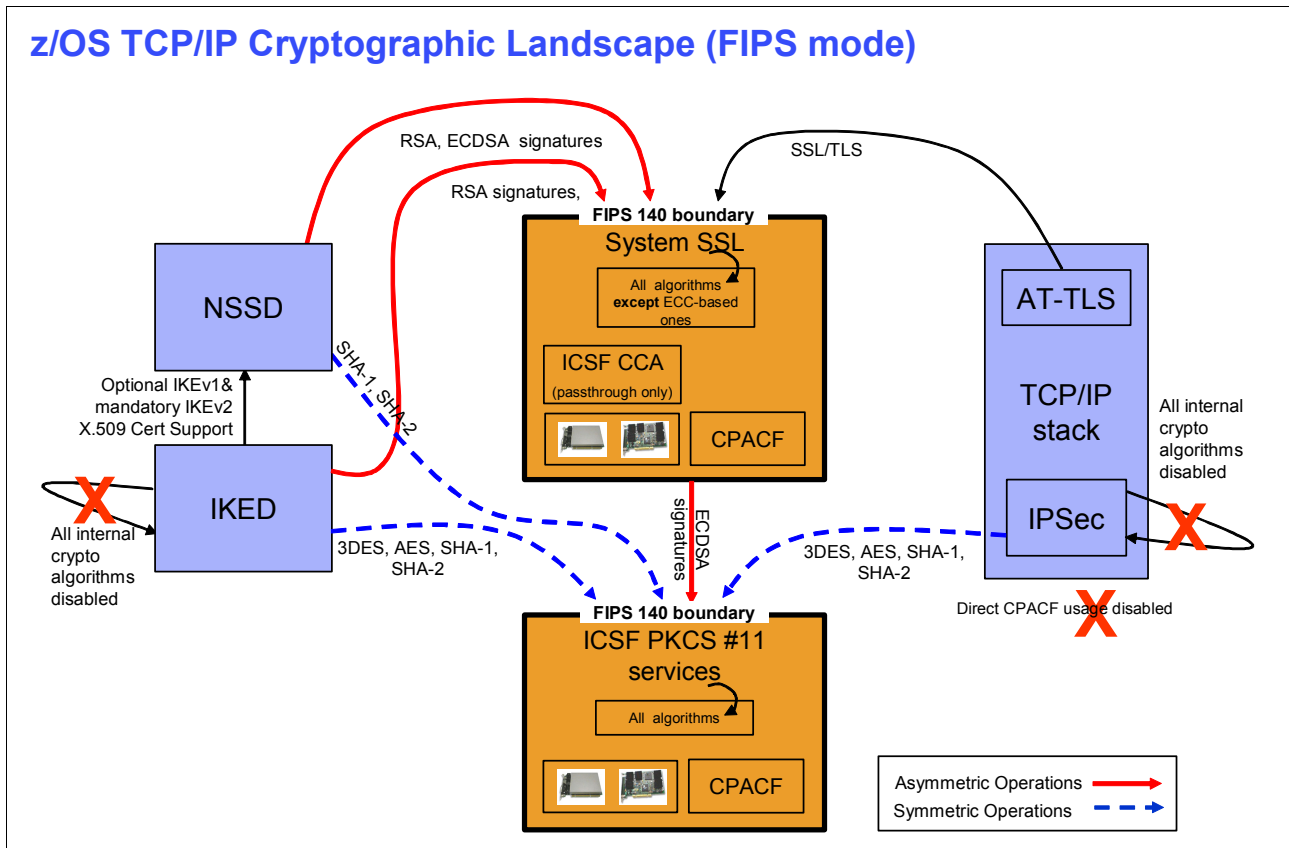 z/OS TCP/IP Cryptographic Landscape (FIPS mode)
RSA, ECDSA signatures
SSL/TLS
RSA signatures,
FIPS 140 boundary
System SSL
All algorithms
except ECC-based
ones
ICSF CCA
(passthrough only)
CPACF
NSSD
SHA-1, SHA-2
Optional IKEv1&
mandatory IKEv2
X.509 Cert Support
IKED
X
All internal
crypto
algorithms
disabled
3DES, AES, SHA-1,
SHA-2
ECDSA
signatures
AT-TLS
TCP/IP
stack
IPSec
All internal
crypto
algorithms
disabled
X
3DES, AES, SHA-1,
SHA-2
Direct CPACF usage disabled
X
FIPS 140 boundary
ICSF PKCS #11
services
All algorithms
CPACF
Asymmetric Operations
Symmetric Operations